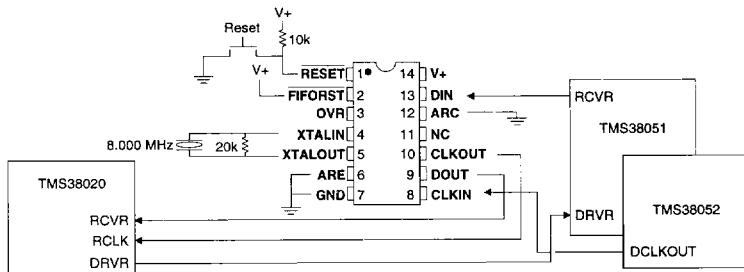 V+
Reset
10k
V+
RESET 1 14 V+
FIFORST 2 13 DIN
OVR 3 12 ARC
XTALIN 4 11 NC
XTALOUT 5 10 CLKOUT
ARE 6 9 DOUT
GND 7 8 CLKIN
8.000 MHz
20k
TMS38020
RCVR
RCLK
DRVR
RCVR
TMS38051
DRVR
TMS38052
DCLKOUT